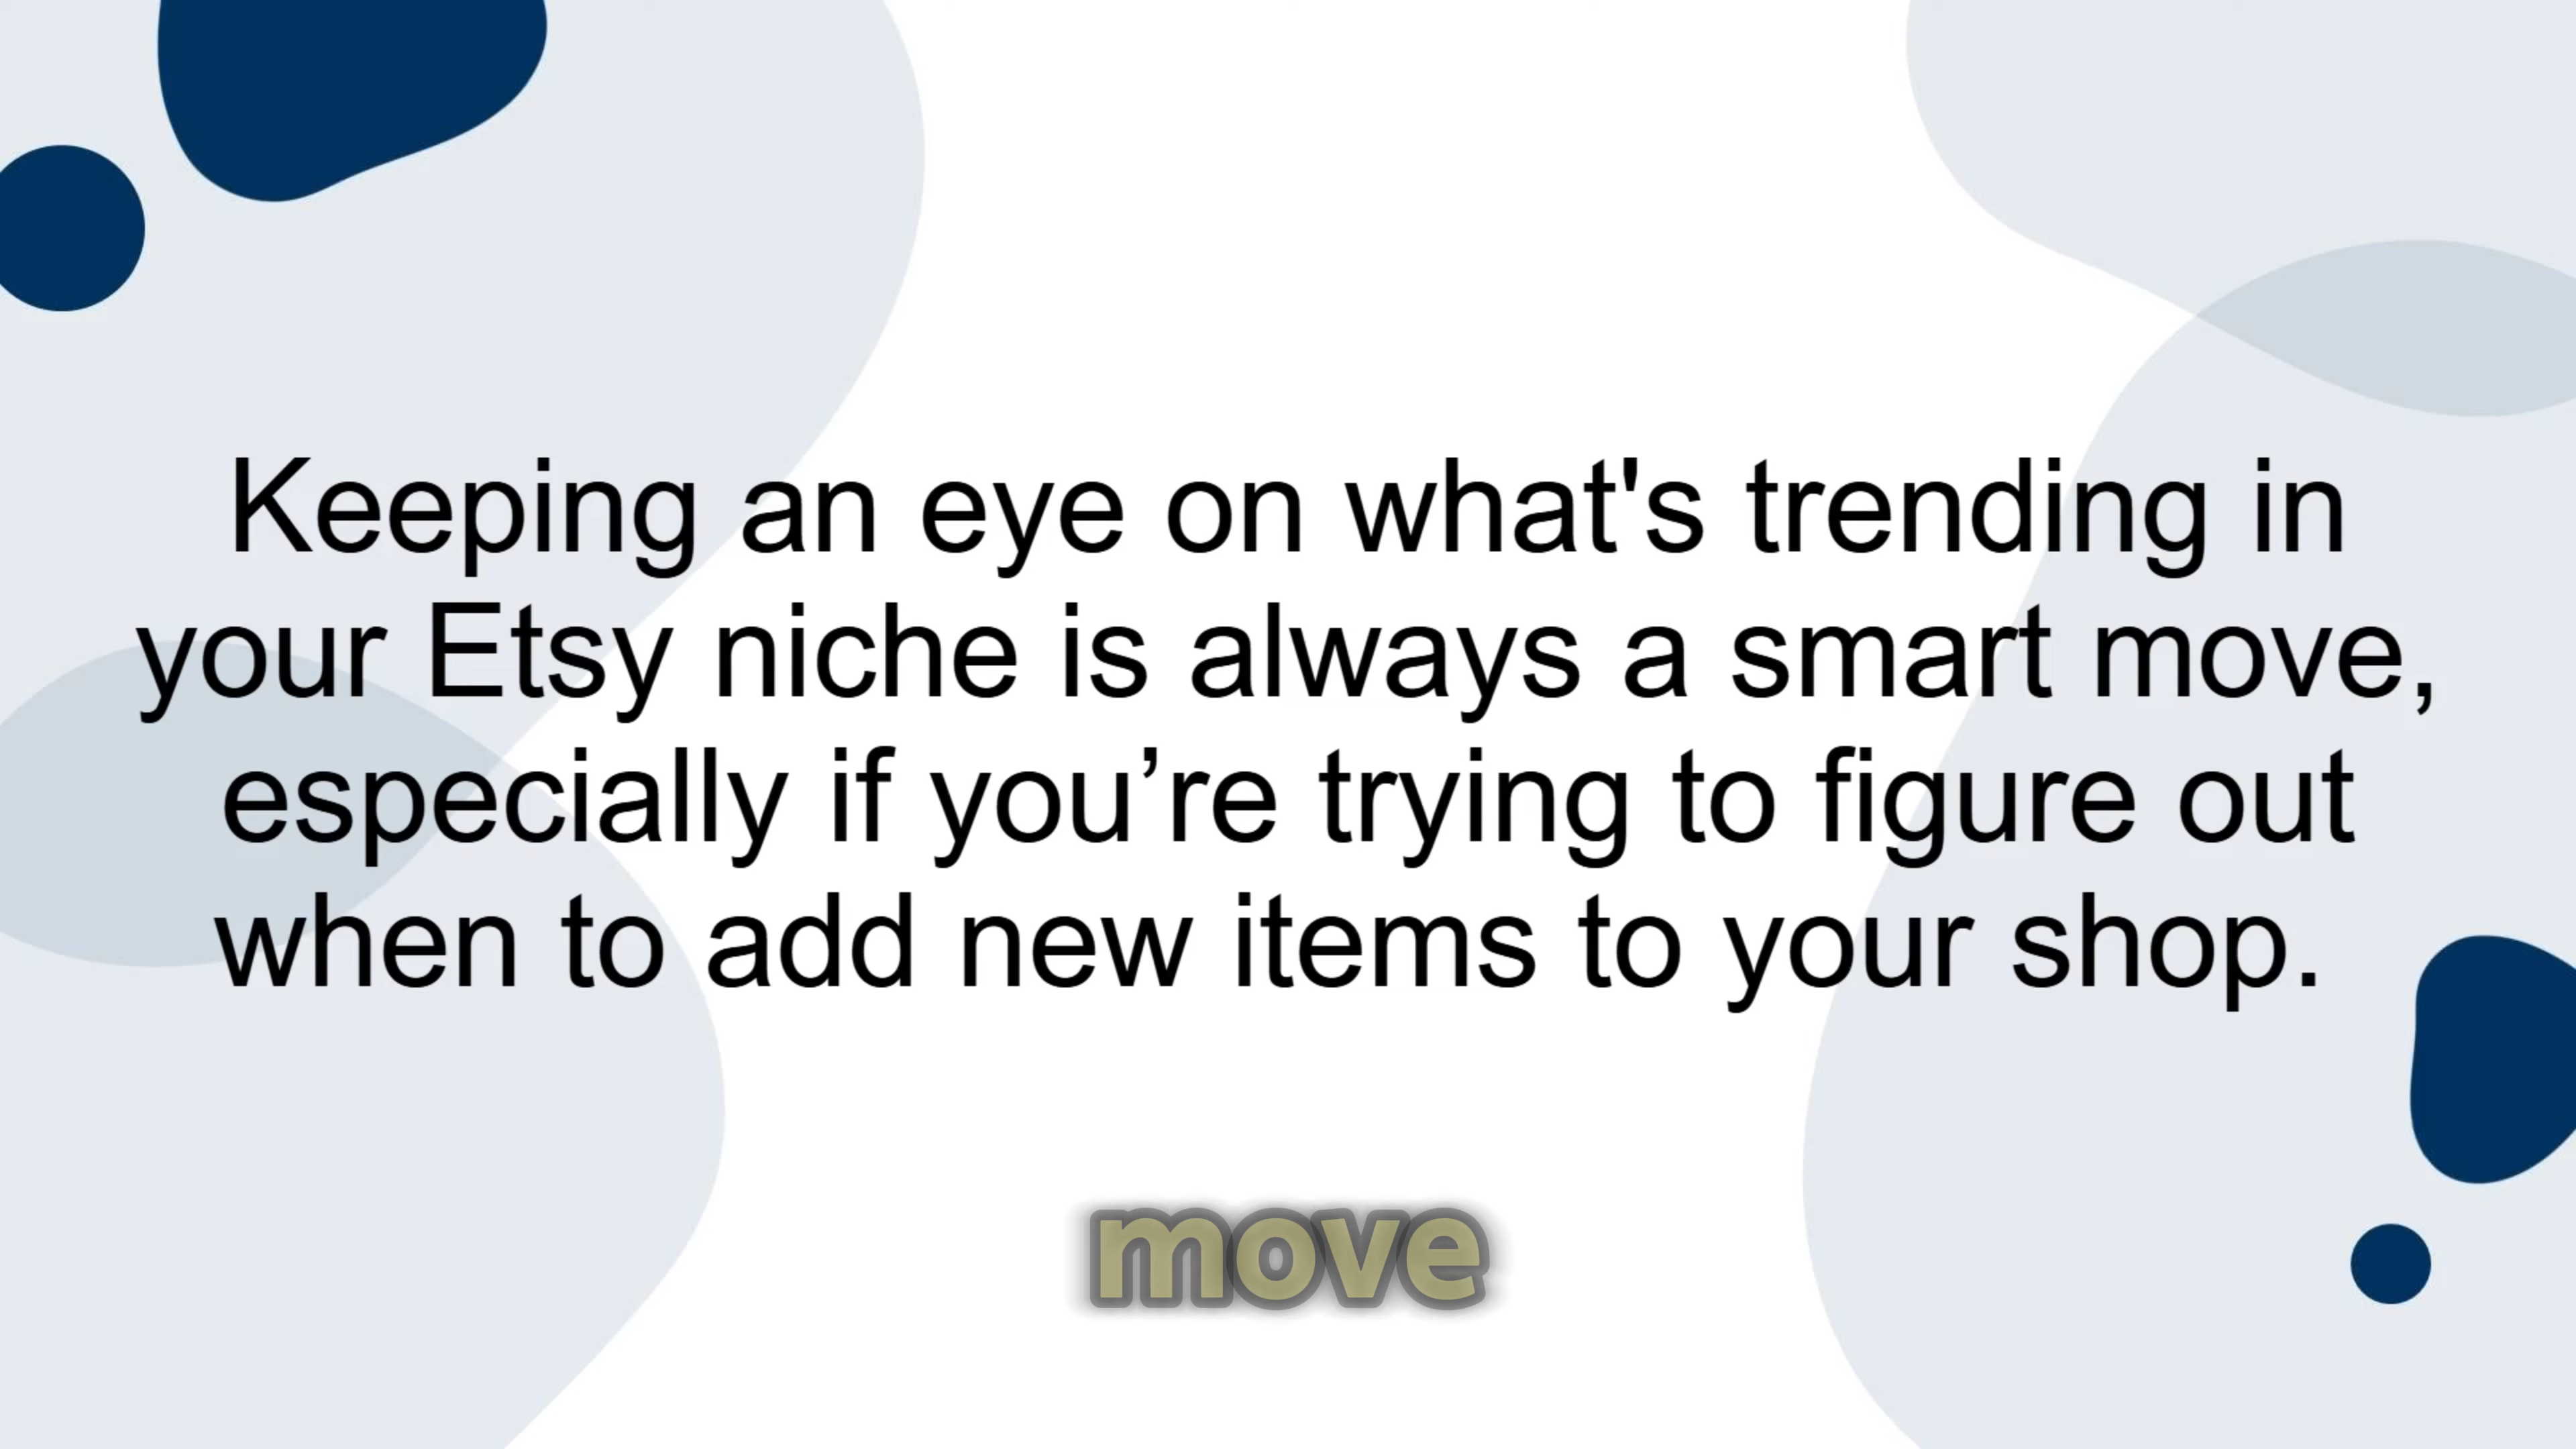 Keeping an eye on what's trending in
your Etsy niche is always a smart move,
especially if you’re trying to figure out
when to add new items to your shop.
move